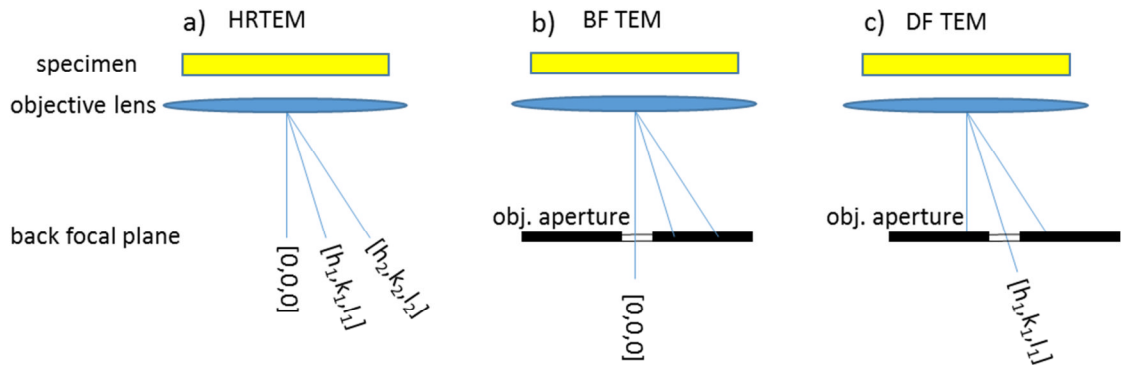 a) HRTEM
b) BF TEM
c) DF TEM
specimen
objective lens
obj. aperture
obj. aperture
back focal plane
[0,0,0]
[h₁,k₁,l₁]
[h₂,k₂,l₂]
[0,0,0]
[h₁,k₁,l₁]